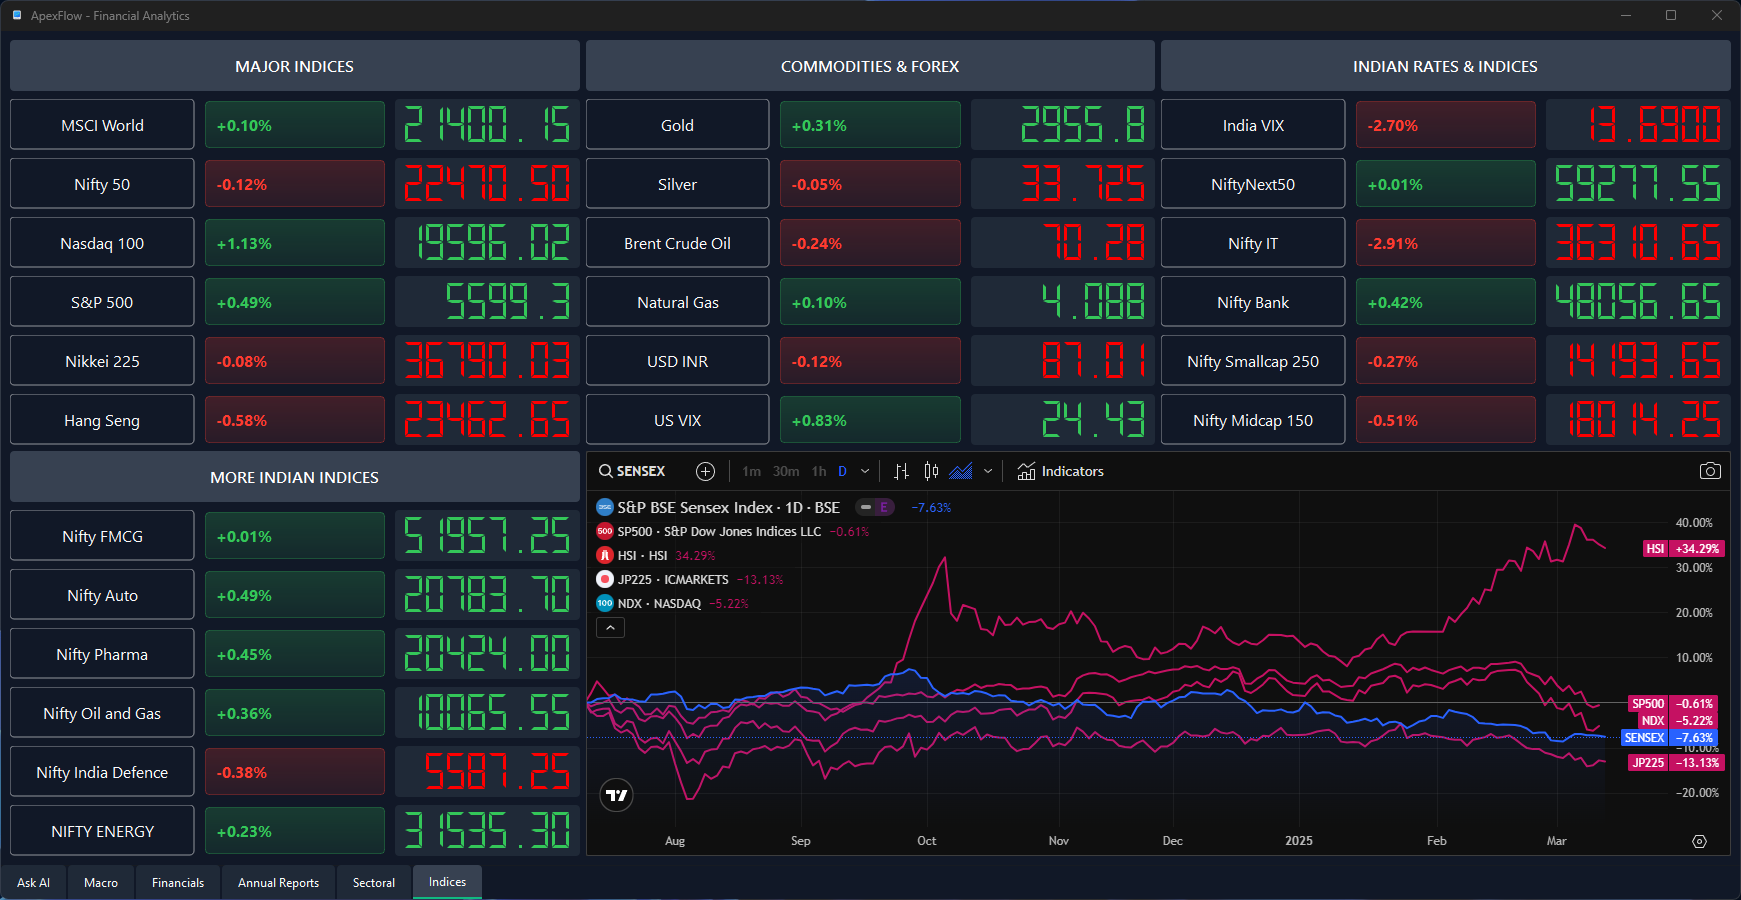 ApexFlow - Financial Analytics
MAJOR INDICES
MSCI World +0.10% 21400.15
Nifty 50 -0.12% 22470.50
Nasdaq 100 +1.13% 19596.02
S&P 500 +0.49% 5599.3
Nikkei 225 -0.08% 36790.03
Hang Seng -0.58% 23462.65
COMMODITIES & FOREX
Gold +0.31% 2955.8
Silver -0.05% 33.725
Brent Crude Oil -0.24% 70.28
Natural Gas +0.10% 4.088
USD INR -0.12% 87.01
US VIX +0.83% 24.43
INDIAN RATES & INDICES
India VIX -2.70% 13.6900
NiftyNext50 +0.01% 59277.55
Nifty IT -2.91% 36310.65
Nifty Bank +0.42% 48056.65
Nifty Smallcap 250 -0.27% 14193.65
Nifty Midcap 150 -0.51% 18014.25
MORE INDIAN INDICES
Nifty FMCG +0.01% 51957.25
Nifty Auto +0.49% 20783.70
Nifty Pharma +0.45% 20424.00
Nifty Oil and Gas +0.36% 10065.55
Nifty India Defence -0.38% 5587.25
NIFTY ENERGY +0.23% 31535.30
SENSEX 1m 30m 1h D Indicators
BSE S&P BSE Sensex Index · 1D · BSE E −7.63%
500 SP500 · S&P Dow Jones Indices LLC −0.61%
HSI · HSI 34.29%
JP225 · ICMARKETS −13.13%
100 NDX · NASDAQ −5.22%
40.00%
HSI +34.29%
30.00%
20.00%
10.00%
SP500 −0.61%
NDX −5.22%
SENSEX −7.63%
−10.00%
JP225 −13.13%
−20.00%
Aug Sep Oct Nov Dec 2025 Feb Mar
Ask AI Macro Financials Annual Reports Sectoral Indices